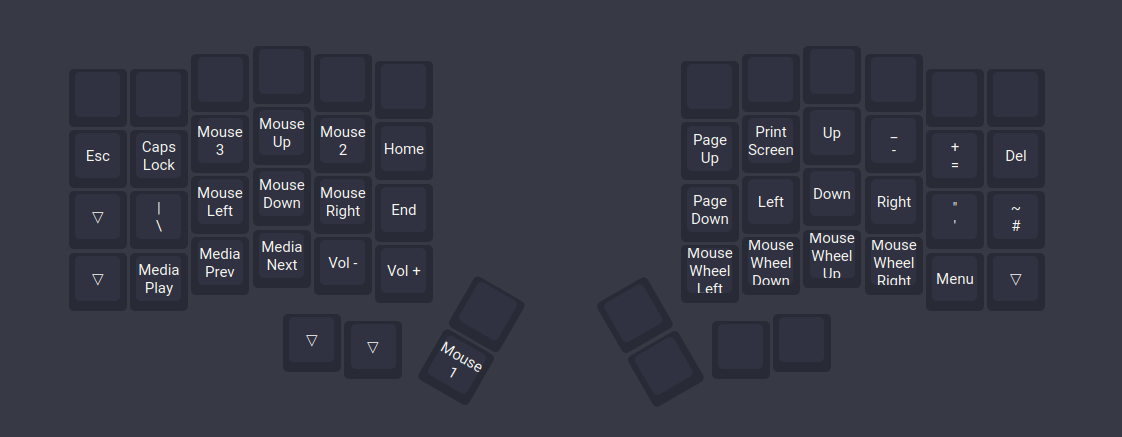 Esc
Caps
Lock
Mouse
3
Mouse
Up
Mouse
2
Home
Page
Up
Print
Screen
Up
_
-
+
=
Del
▽
|
\
Mouse
Left
Mouse
Down
Mouse
Right
End
Page
Down
Left
Down
Right
"
'
~
#
▽
Media
Play
Media
Prev
Media
Next
Vol -
Vol +
Mouse
Wheel
Left
Mouse
Wheel
Down
Mouse
Wheel
Up
Mouse
Wheel
Right
Menu
▽
▽
▽
Mouse
1